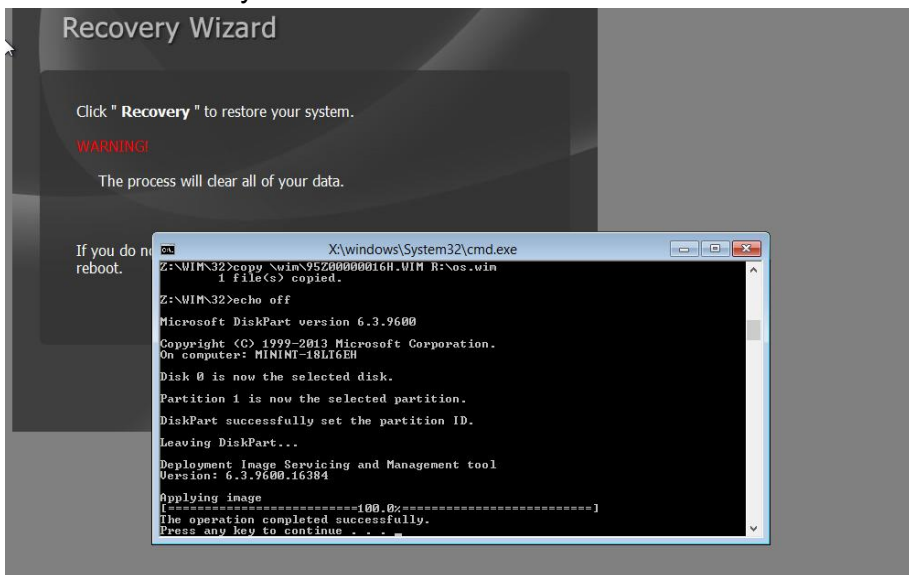 Recovery Wizard
Click " Recovery " to restore your system.
WARNING!
The process will clear all of your data.
If you do n
reboot.
X:\windows\System32\cmd.exe
Z:\WIM\32>copy \wim\95Z00000016H.WIM R:\os.wim
1 file(s) copied.
Z:\WIM\32>echo off
Microsoft DiskPart version 6.3.9600
Copyright (C) 1999-2013 Microsoft Corporation.
On computer: MININT-18LT6EH
Disk 0 is now the selected disk.
Partition 1 is now the selected partition.
DiskPart successfully set the partition ID.
Leaving DiskPart...
Deployment Image Servicing and Management tool
Version: 6.3.9600.16384
Applying image
[==========================100.0%==========================]
The operation completed successfully.
Press any key to continue . . . _